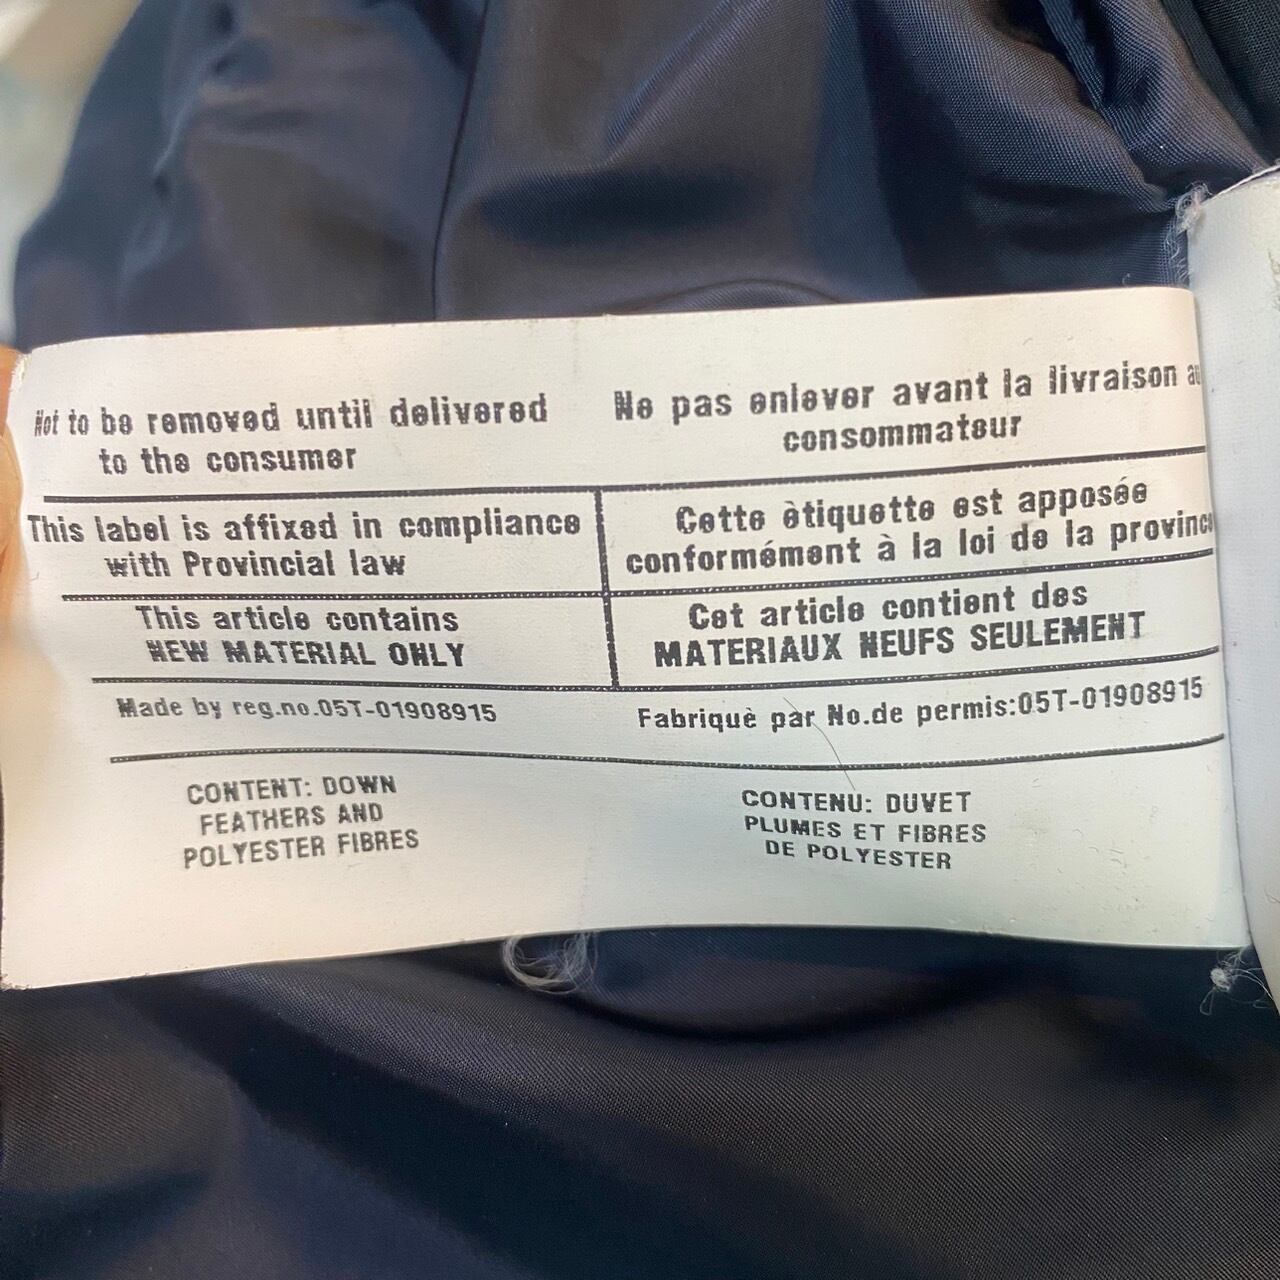 Not to be removed until delivered
to the consumer
Ne pas enlever avant la livraison au
consommateur
This label is affixed in compliance
with Provincial law
Cette ètiquette est apposée
conformément à la loi de la province
This article contains
NEW MATERIAL ONLY
Cet article contient des
MATERIAUX NEUFS SEULEMENT
Made by reg.no.05T-01908915
Fabriquè par No.de permis:05T-01908915
CONTENT: DOWN
FEATHERS AND
POLYESTER FIBRES
CONTENU: DUVET
PLUMES ET FIBRES
DE POLYESTER